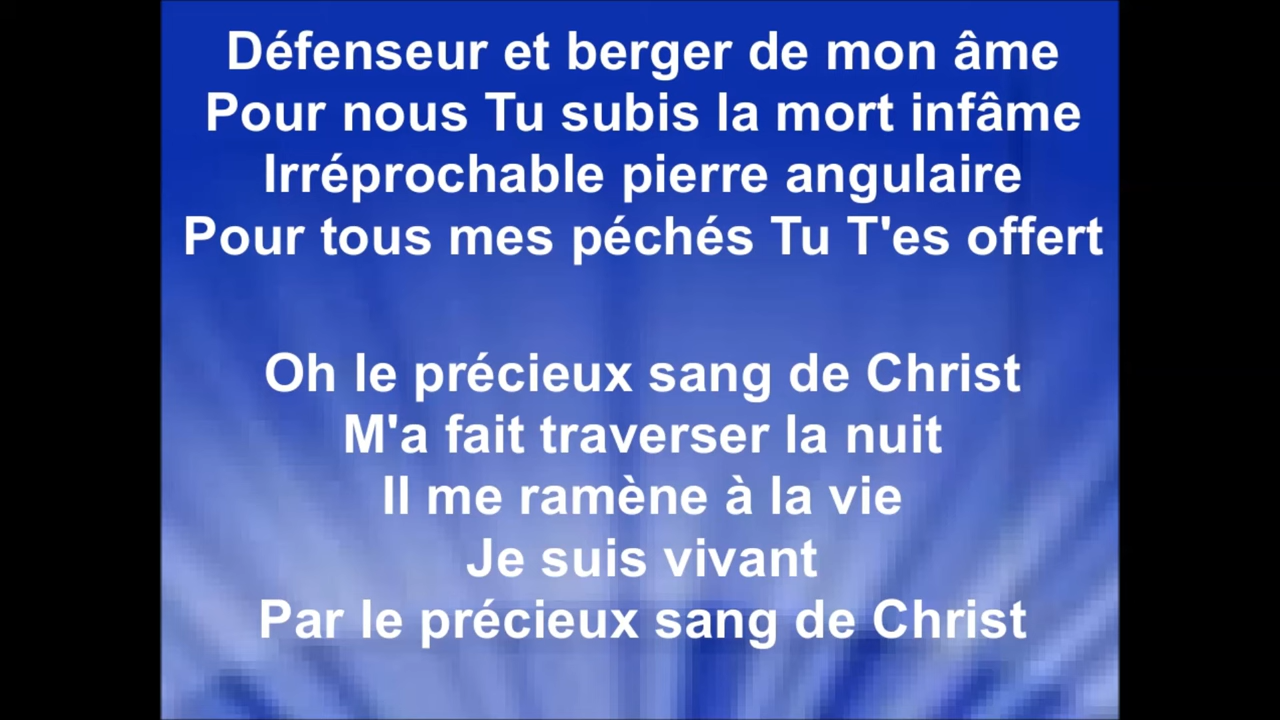 Défenseur et berger de mon âme
Pour nous Tu subis la mort infâme
Irréprochable pierre angulaire
Pour tous mes péchés Tu T'es offert
Oh le précieux sang de Christ
M'a fait traverser la nuit
Il me ramène à la vie
Je suis vivant
Par le précieux sang de Christ